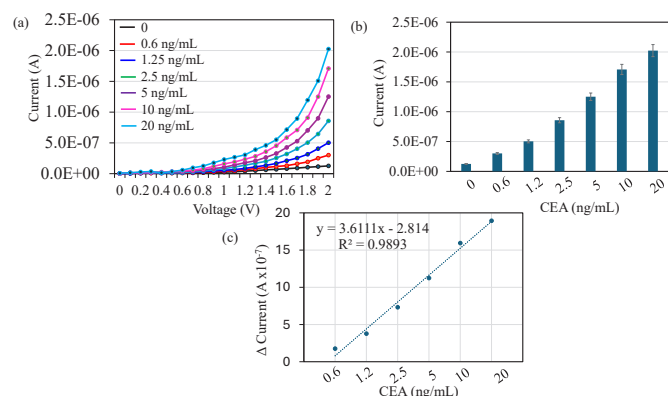 (a)
2.5E-06
2.0E-06
1.5E-06
1.0E-06
5.0E-07
0.0E+00
Current (A)
0
0.6 ng/mL
1.25 ng/mL
2.5 ng/mL
5 ng/mL
10 ng/mL
20 ng/mL
0 0.2 0.4 0.6 0.8 1 1.2 1.4 1.6 1.8 2
Voltage (V)
(b)
2.5E-06
2.0E-06
1.5E-06
1.0E-06
5.0E-07
0.0E+00
Current (A)
0 0.6 1.2 2.5 5 10 20
CEA (ng/mL)
(c)
20
15
10
5
0
Δ Current (A x10⁻⁷)
y = 3.6111x - 2.814
R² = 0.9893
0.6 1.2 2.5 5 10 20
CEA (ng/mL)